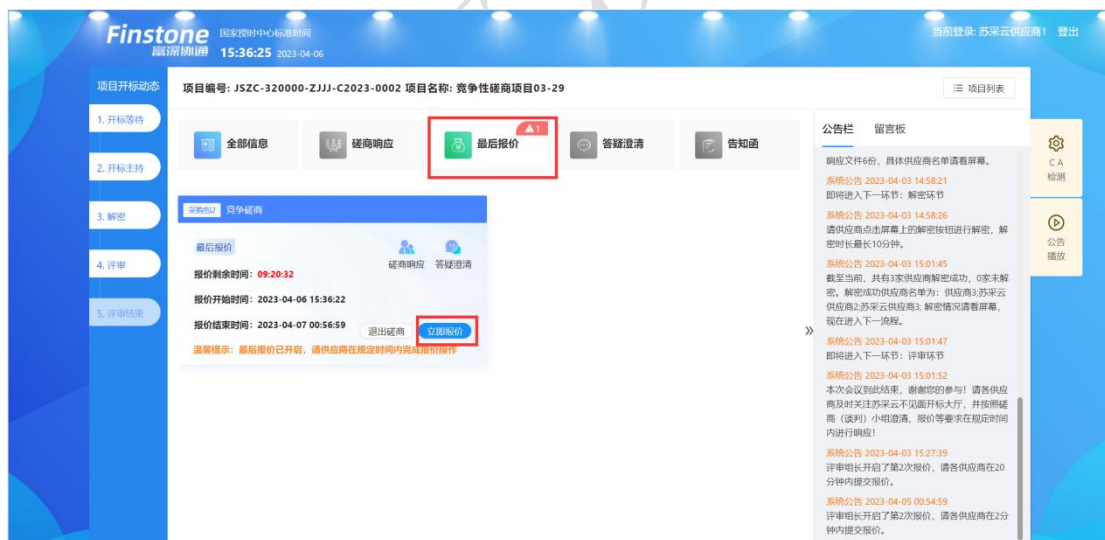 Finstone
富深协通
国家授时中心标准时间
15:36:25 2023-04-06
当前登录: 苏采云供应商1 登出
项目开标动态
1. 开标等待
2. 开标主持
3. 解密
4. 评审
5. 评审结束
项目编号: JSZC-320000-ZJJJ-C2023-0002 项目名称: 竞争性磋商项目03-29
项目列表
全部信息
磋商响应
最后报价
1
答疑澄清
告知函
采购包2 竞争磋商
最后报价
磋商响应 答疑澄清
报价剩余时间: 09:20:32
报价开始时间: 2023-04-06 15:36:22
报价结束时间: 2023-04-07 00:56:59
退出磋商 立即报价
温馨提示: 最后报价已开启, 请供应商在规定时间内完成报价操作
公告栏 留言板
响应文件6份, 具体供应商名单请看屏幕。
系统公告 2023-04-03 14:58:21
即将进入下一环节: 解密环节
系统公告 2023-04-03 14:58:26
请供应商点击屏幕上的解密按钮进行解密, 解
密时长最长10分钟。
系统公告 2023-04-03 15:01:45
截至当前, 共有3家供应商解密成功, 0家未解
密。解密成功供应商名单为: 供应商3;苏采云
供应商2;苏采云供应商3; 解密情况请看屏幕,
现在进入下一流程。
系统公告 2023-04-03 15:01:47
即将进入下一环节: 评审环节
系统公告 2023-04-03 15:01:52
本次会议到此结束, 谢谢您的参与! 请各供应
商及时关注苏采云不见面开标大厅, 并按照磋
商（谈判）小组澄清、报价等要求在规定时间
内进行响应!
系统公告 2023-04-03 15:27:39
评审组长开启了第2次报价, 请各供应商在20
分钟内提交报价。
系统公告 2023-04-05 00:54:59
评审组长开启了第2次报价, 请各供应商在2分
钟内提交报价。
CA
检测
公告
播放